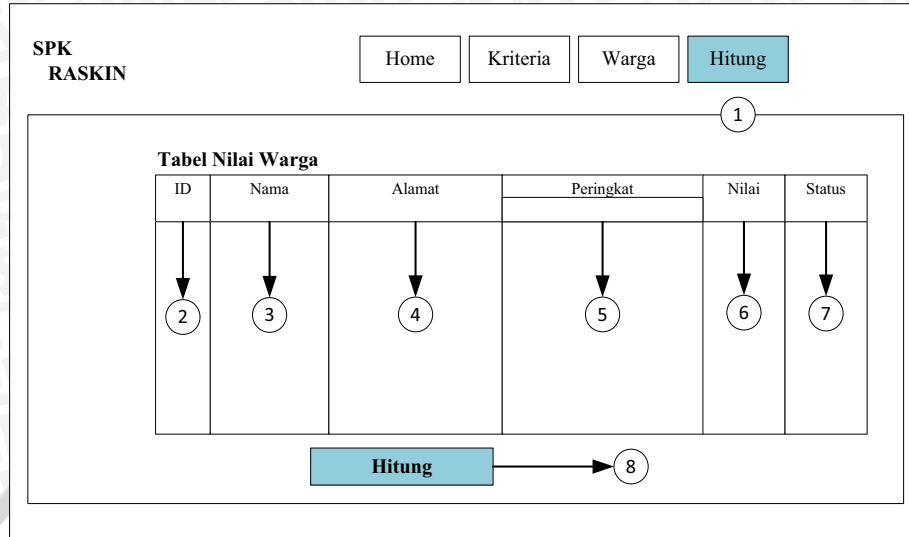 SPK
RASKIN
Home Kriteria Warga Hitung
1
Tabel Nilai Warga
ID Nama Alamat Peringkat Nilai Status
2 3 4 5 6 7
Hitung 8